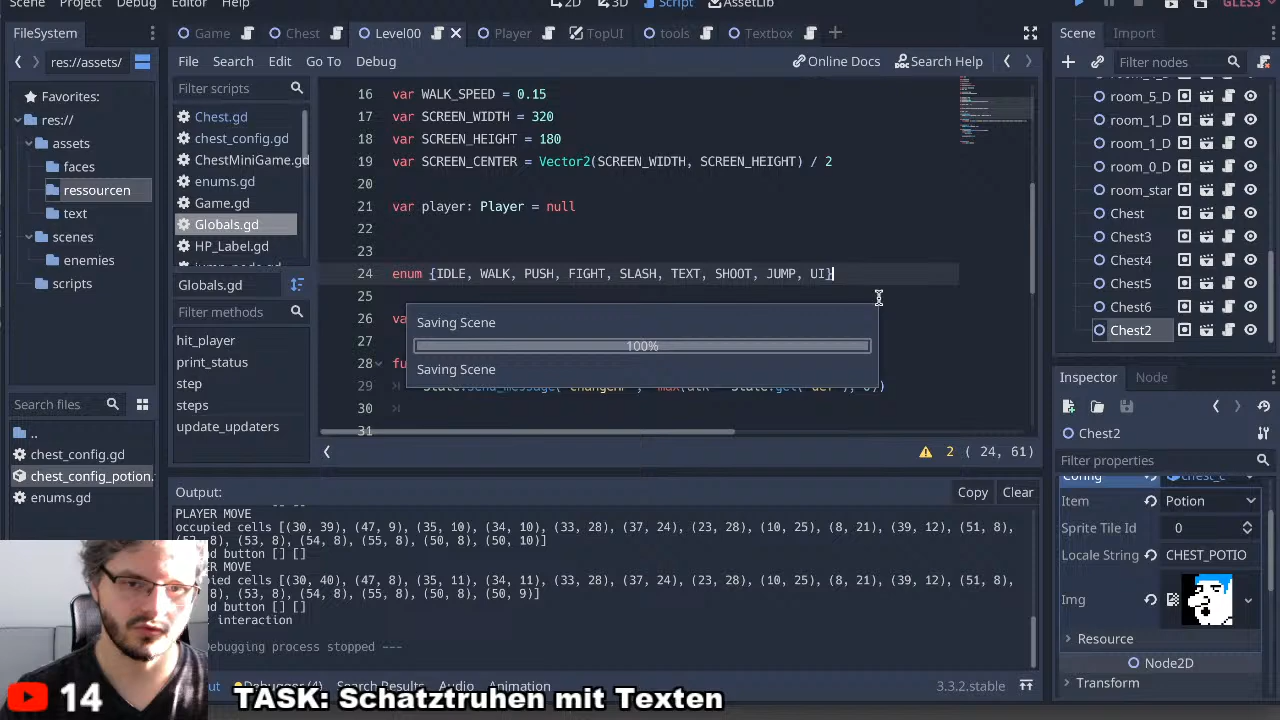 Scene Project Debug Editor Help
2D 3D Script AssetLib
GLES3
FileSystem
res://assets/
Favorites:
res://
assets
faces
ressourcen
text
scenes
enemies
scripts
Search files
..
chest_config.gd
chest_config_potion.
enums.gd
Game Chest Level00 Player TopUI tools Textbox
File Search Edit Go To Debug
Online Docs Search Help
Filter scripts
Chest.gd
chest_config.gd
ChestMiniGame.gd
enums.gd
Game.gd
Globals.gd
HP_Label.gd
Globals.gd
Filter methods
hit_player
print_status
step
steps
update_updaters
16 var WALK_SPEED = 0.15
17 var SCREEN_WIDTH = 320
18 var SCREEN_HEIGHT = 180
19 var SCREEN_CENTER = Vector2(SCREEN_WIDTH, SCREEN_HEIGHT) / 2
20
21 var player: Player = null
22
23
24 enum {IDLE, WALK, PUSH, FIGHT, SLASH, TEXT, SHOOT, JUMP, UI}
25
26 va
27
28 fu
29
30
31
Saving Scene
100%
Saving Scene
2 ( 24, 61)
Output:
Copy Clear
PLAYER MOVE
occupied cells [(30, 39), (47, 9), (35, 10), (34, 10), (33, 28), (37, 24), (23, 28), (10, 25), (8, 21), (39, 12), (51, 8),
8), (53, 8), (54, 8), (55, 8), (50, 8), (50, 10)]
d button [] []
ER MOVE
pied cells [(30, 40), (47, 8), (35, 11), (34, 11), (33, 28), (37, 24), (23, 28), (10, 25), (8, 21), (39, 12), (51, 8),
8), (53, 8), (54, 8), (55, 8), (50, 8), (50, 9)]
d button [] []
interaction
Debugging process stopped ---
ut Debugger (4) Search Results Audio Animation
3.3.2.stable
Scene Import
Filter nodes
room_5_D
room_1_D
room_1_D
room_0_D
room_star
Chest
Chest3
Chest4
Chest5
Chest6
Chest2
Inspector Node
Chest2
Filter properties
Config chest_c
Item Potion
Sprite Tile Id 0
Locale String CHEST_POTIO
Img
Resource
Node2D
Transform
14
TASK: Schatztruhen mit Texten